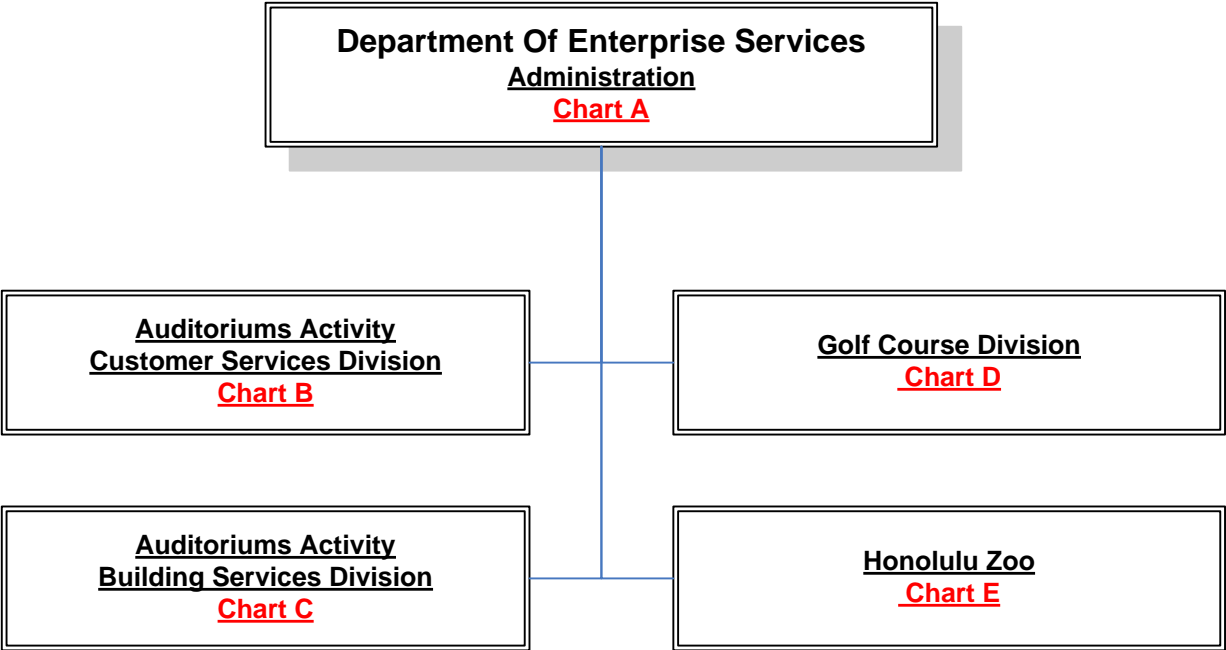 Department Of Enterprise Services
Administration
Chart A
Auditoriums Activity
Customer Services Division
Chart B
Golf Course Division
Chart D
Auditoriums Activity
Building Services Division
Chart C
Honolulu Zoo
Chart E